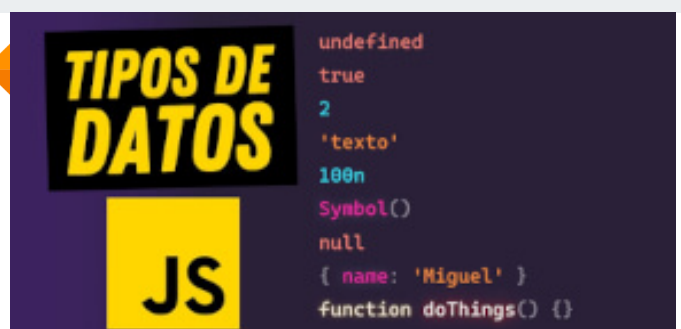 TIPOS DE
DATOS
JS
undefined
true
2
'texto'
100n
Symbol()
null
{ name: 'Miguel' }
function doThings() {}